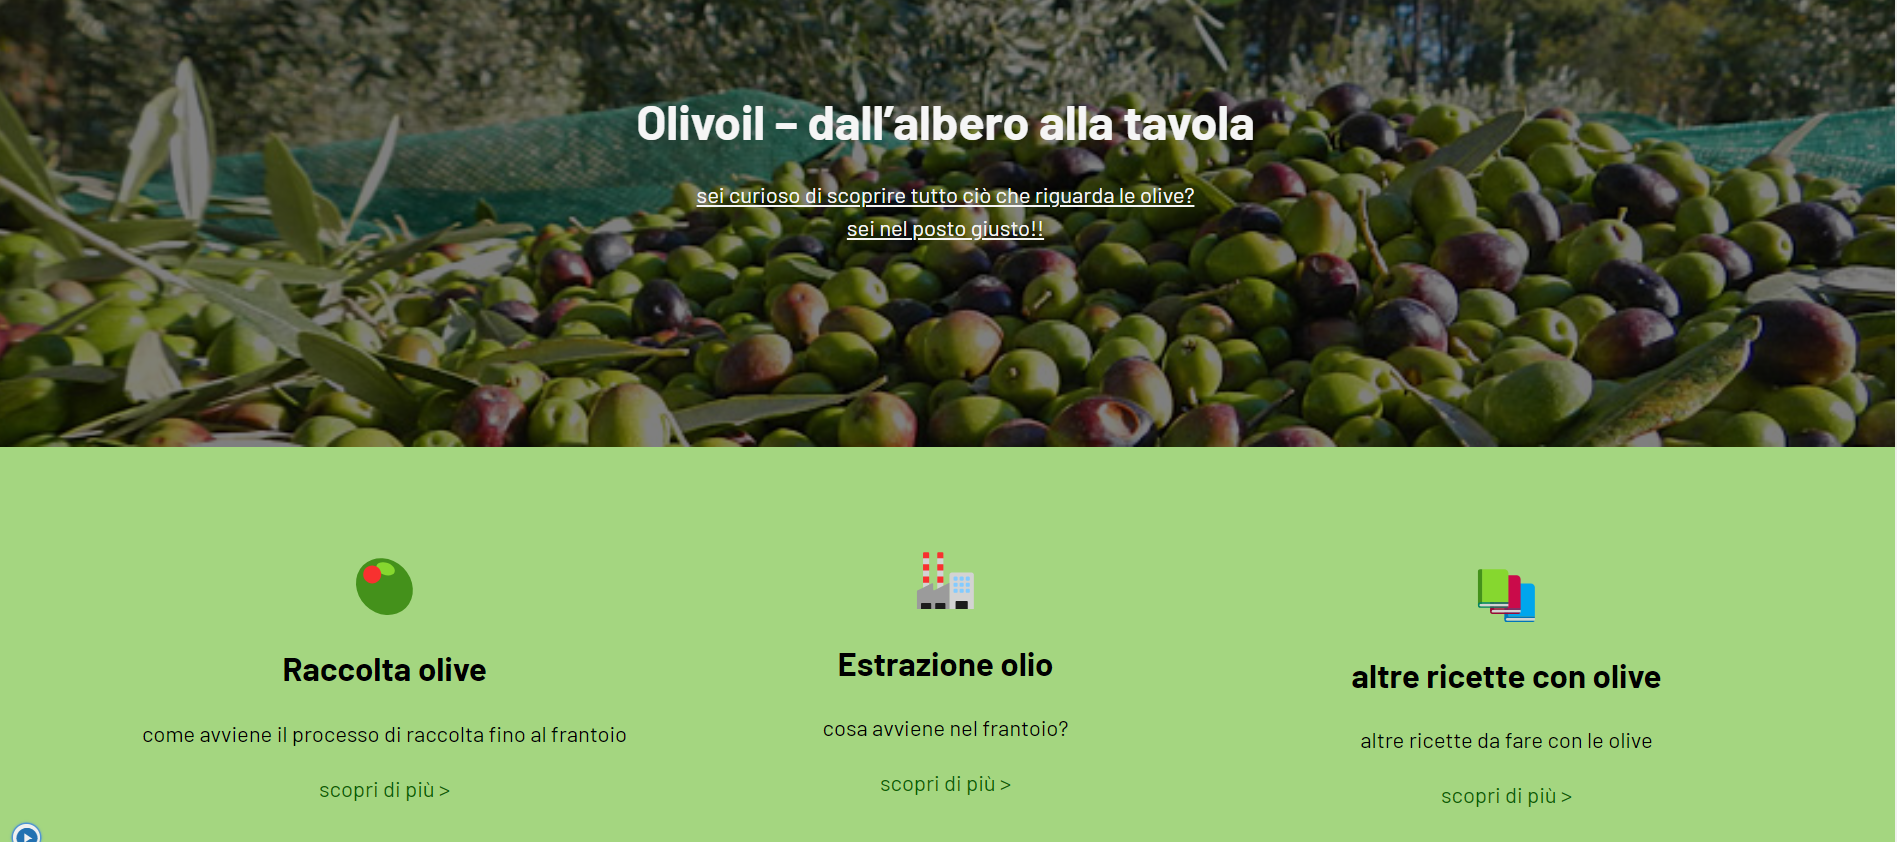 Olivoil – dall’albero alla tavola
sei curioso di scoprire tutto ciò che riguarda le olive?
sei nel posto giusto!!
Raccolta olive
come avviene il processo di raccolta fino al frantoio
scopri di più >
Estrazione olio
cosa avviene nel frantoio?
scopri di più >
altre ricette con olive
altre ricette da fare con le olive
scopri di più >